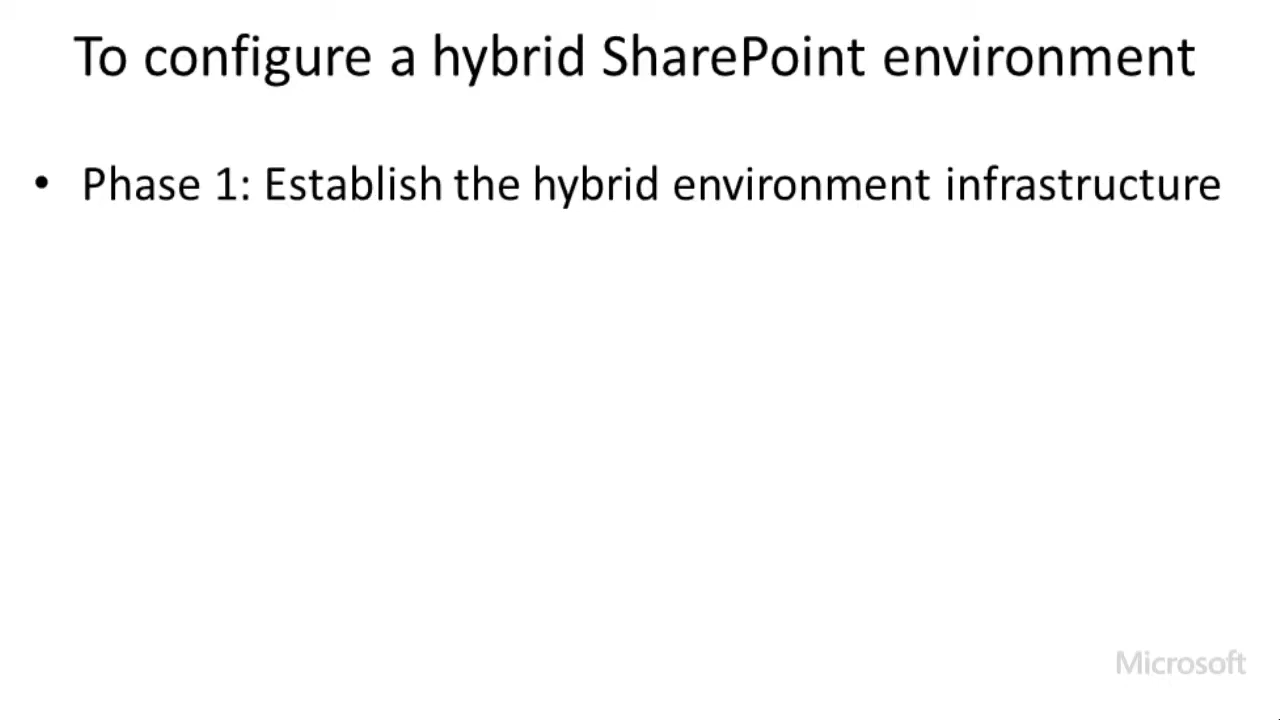 To configure a hybrid SharePoint environment
• Phase 1: Establish the hybrid environment infrastructure
Microsoft